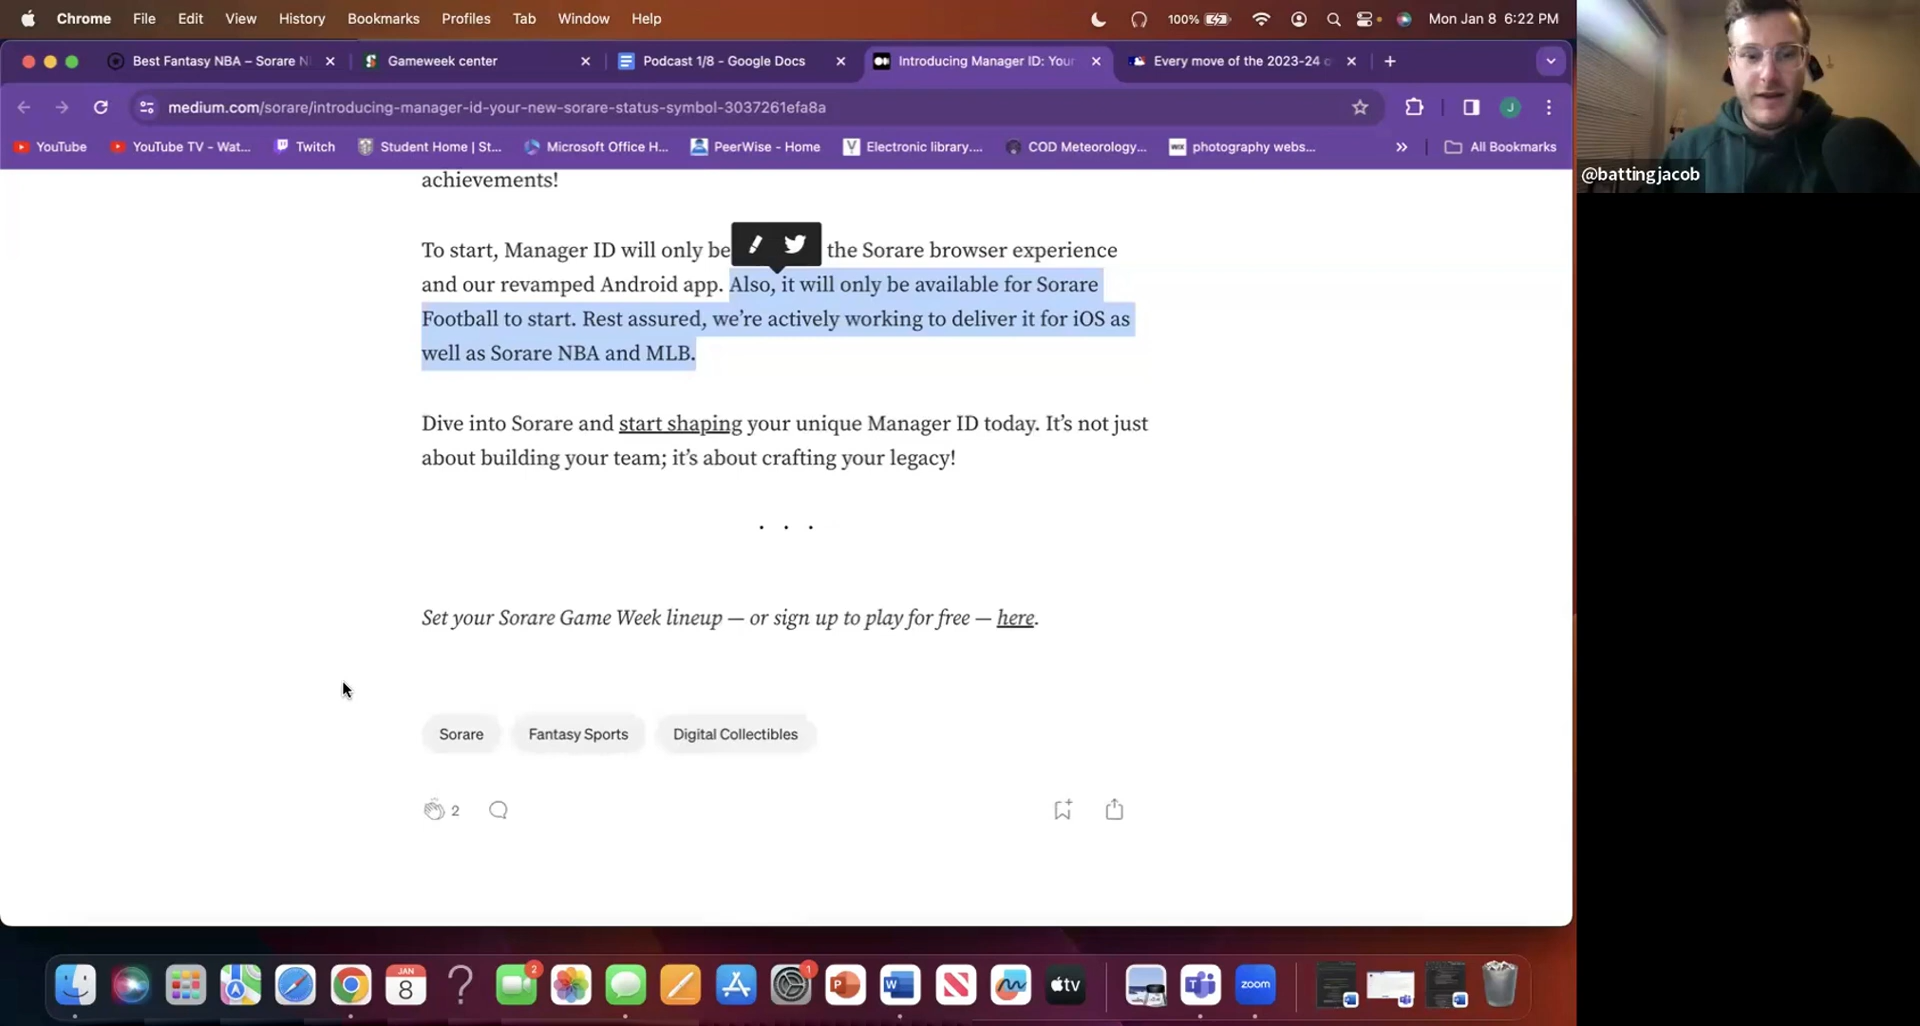 Chrome File Edit View History Bookmarks Profiles Tab Window Help 100% Mon Jan 8 6:22 PM
Best Fantasy NBA – Sorare N Gameweek center Podcast 1/8 - Google Docs Introducing Manager ID: Your Every move of the 2023-24
medium.com/sorare/introducing-manager-id-your-new-sorare-status-symbol-3037261efa8a J
YouTube YouTube TV - Wat... Twitch Student Home | St... Microsoft Office H... PeerWise - Home Electronic library.... COD Meteorology... WIX photography webs... » All Bookmarks
@battingjacob
achievements!
To start, Manager ID will only be the Sorare browser experience
and our revamped Android app. Also, it will only be available for Sorare
Football to start. Rest assured, we're actively working to deliver it for iOS as
well as Sorare NBA and MLB.
Dive into Sorare and start shaping your unique Manager ID today. It's not just
about building your team; it's about crafting your legacy!
. . .
Set your Sorare Game Week lineup — or sign up to play for free — here.
Sorare Fantasy Sports Digital Collectibles
2
JAN 2 1 P W tv zoom
8